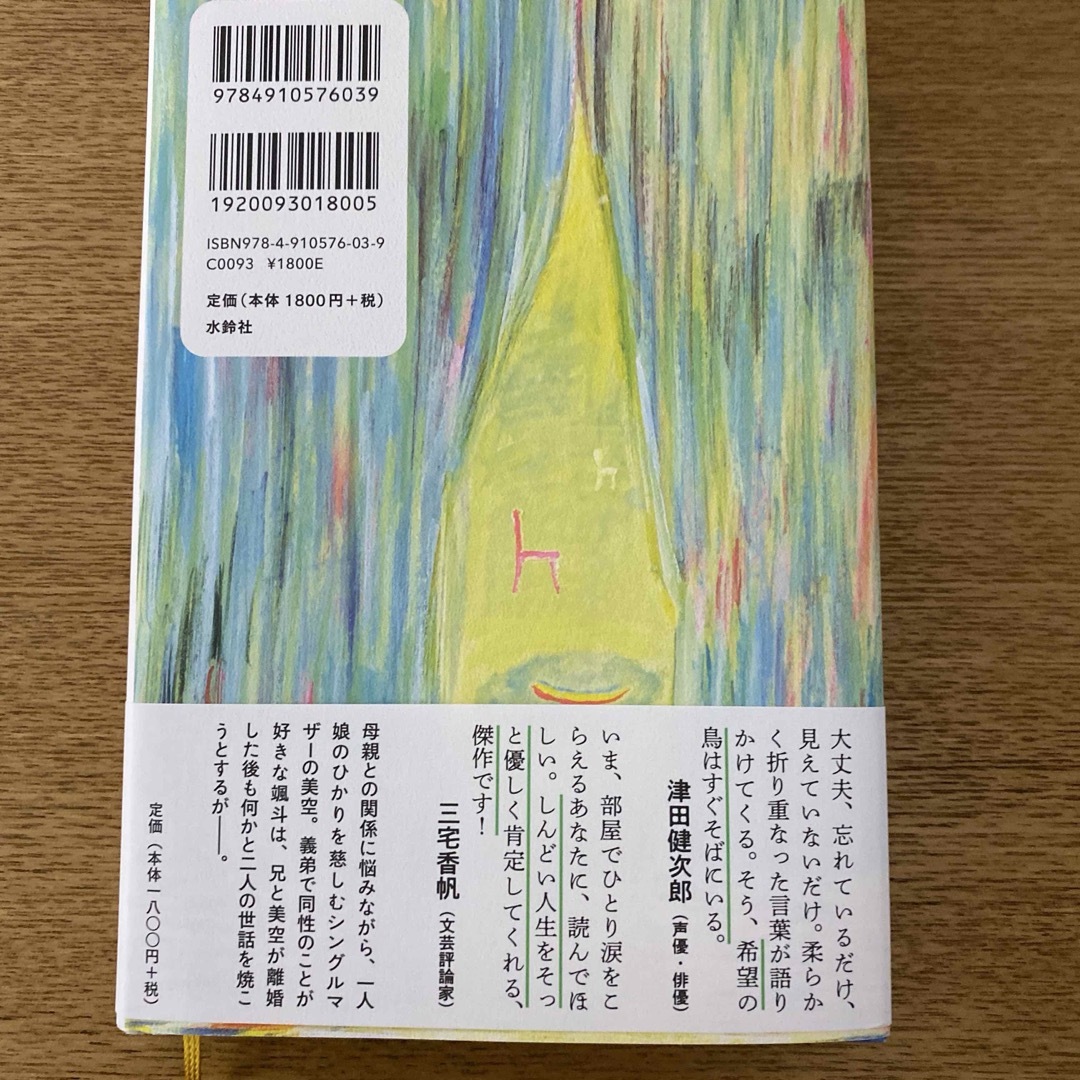 9784910576039
1920093018005
ISBN978-4-910576-03-9
C0093 ¥1800E
定価（本体1800円＋税）
水鈴社
大丈夫、忘れているだけ、
見えていないだけ。柔らか
く折り重なった言葉が語り
かけてくる。そう、希望の
鳥はすぐそばにいる。
津田健次郎（声優・俳優）
いま、部屋でひとり涙をこ
らえるあなたに、読んでほ
しい。しんどい人生をそっ
と優しく肯定してくれる、
傑作です！
三宅香帆（文芸評論家）
母親との関係に悩みながら、一人
娘のひかりを慈しむシングルマ
ザーの美空。義弟で同性のことが
好きな颯斗は、兄と美空が離婚
した後も何かと二人の世話を焼こ
うとするが――。
定価（本体一八〇〇円＋税）